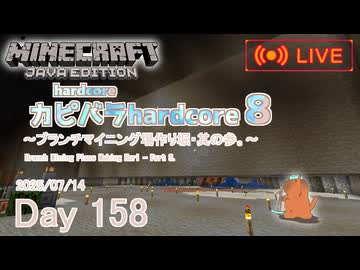 MINECRAFT
JAVA EDITION
LIVE
hardcore
カピバラhardcore 8
～ブランチマイニング場作り編・其の参。～
Branch Mining Place Making Hen! - Part 3.
2025/07/14
Day 158